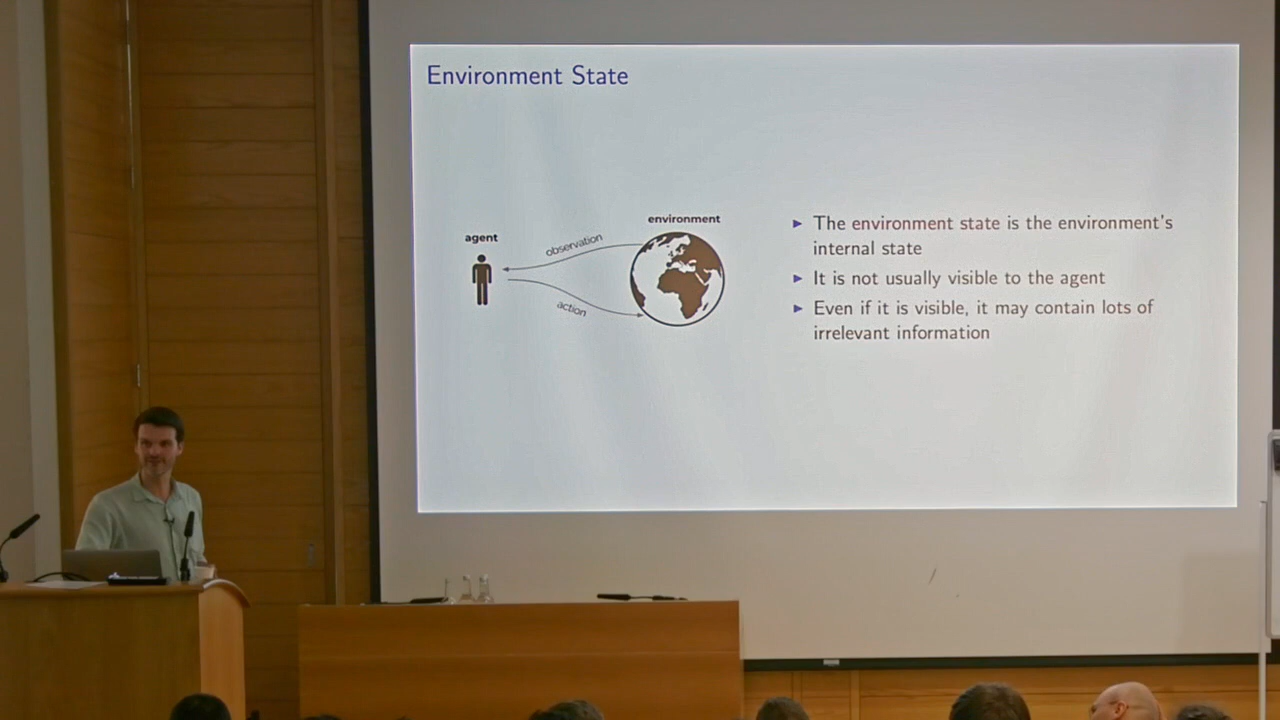 Environment State
environment
agent
observation
action
► The environment state is the environment's
internal state
► It is not usually visible to the agent
► Even if it is visible, it may contain lots of
irrelevant information